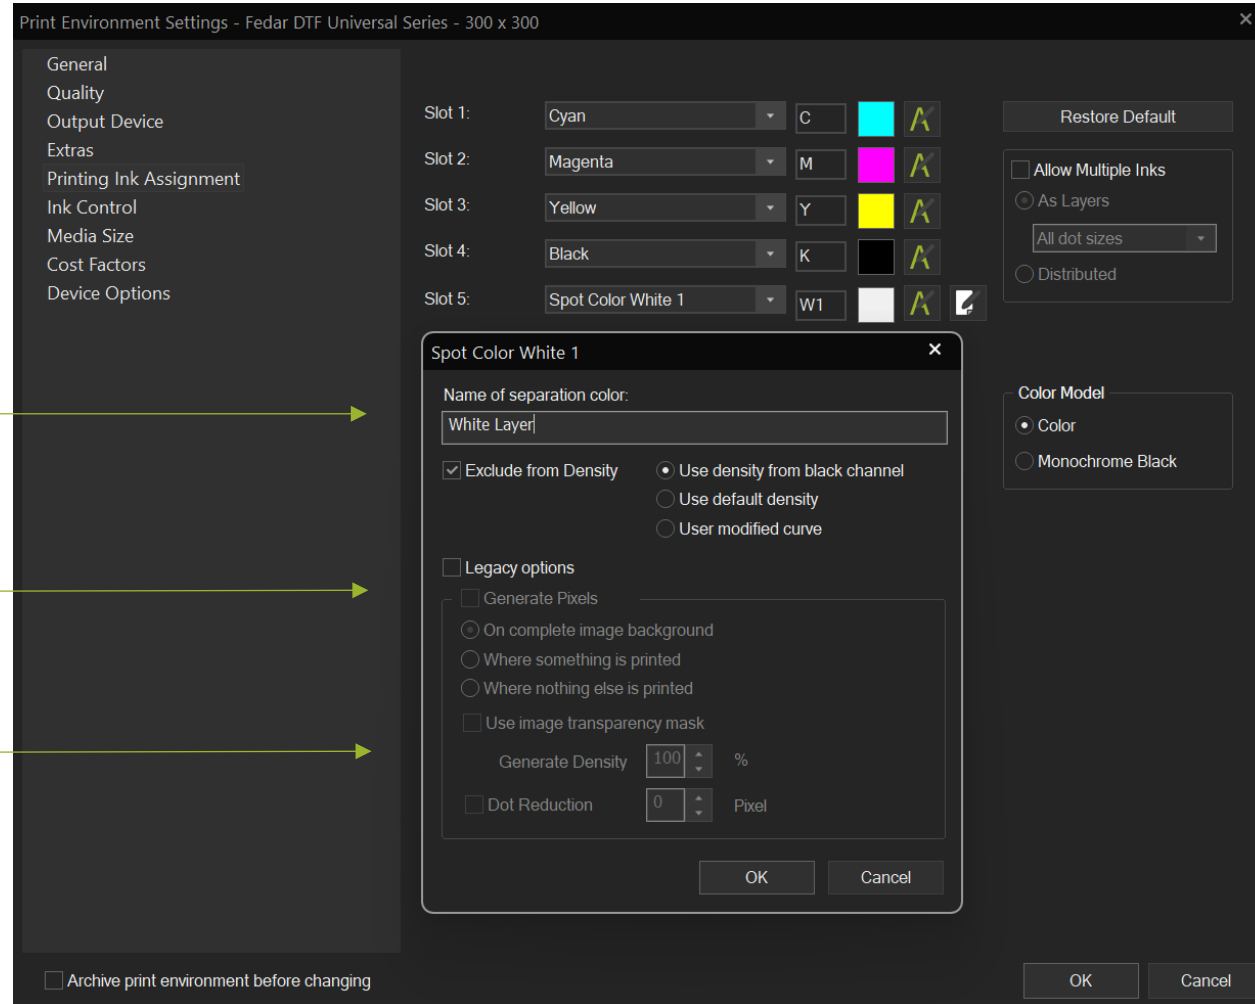 Print Environment Settings - Fedar DTF Universal Series - 300 x 300
General
Quality
Output Device
Extras
Printing Ink Assignment
Ink Control
Media Size
Cost Factors
Device Options
Slot 1: Cyan C
Slot 2: Magenta M
Slot 3: Yellow Y
Slot 4: Black K
Slot 5: Spot Color White 1 W1
Restore Default
Allow Multiple Inks
As Layers
All dot sizes
Distributed
Color Model
Color
Monochrome Black
Spot Color White 1
Name of separation color:
White Layer
Exclude from Density
Use density from black channel
Use default density
User modified curve
Legacy options
Generate Pixels
On complete image background
Where something is printed
Where nothing else is printed
Use image transparency mask
Generate Density 100 %
Dot Reduction 0 Pixel
OK Cancel
Archive print environment before changing
OK Cancel